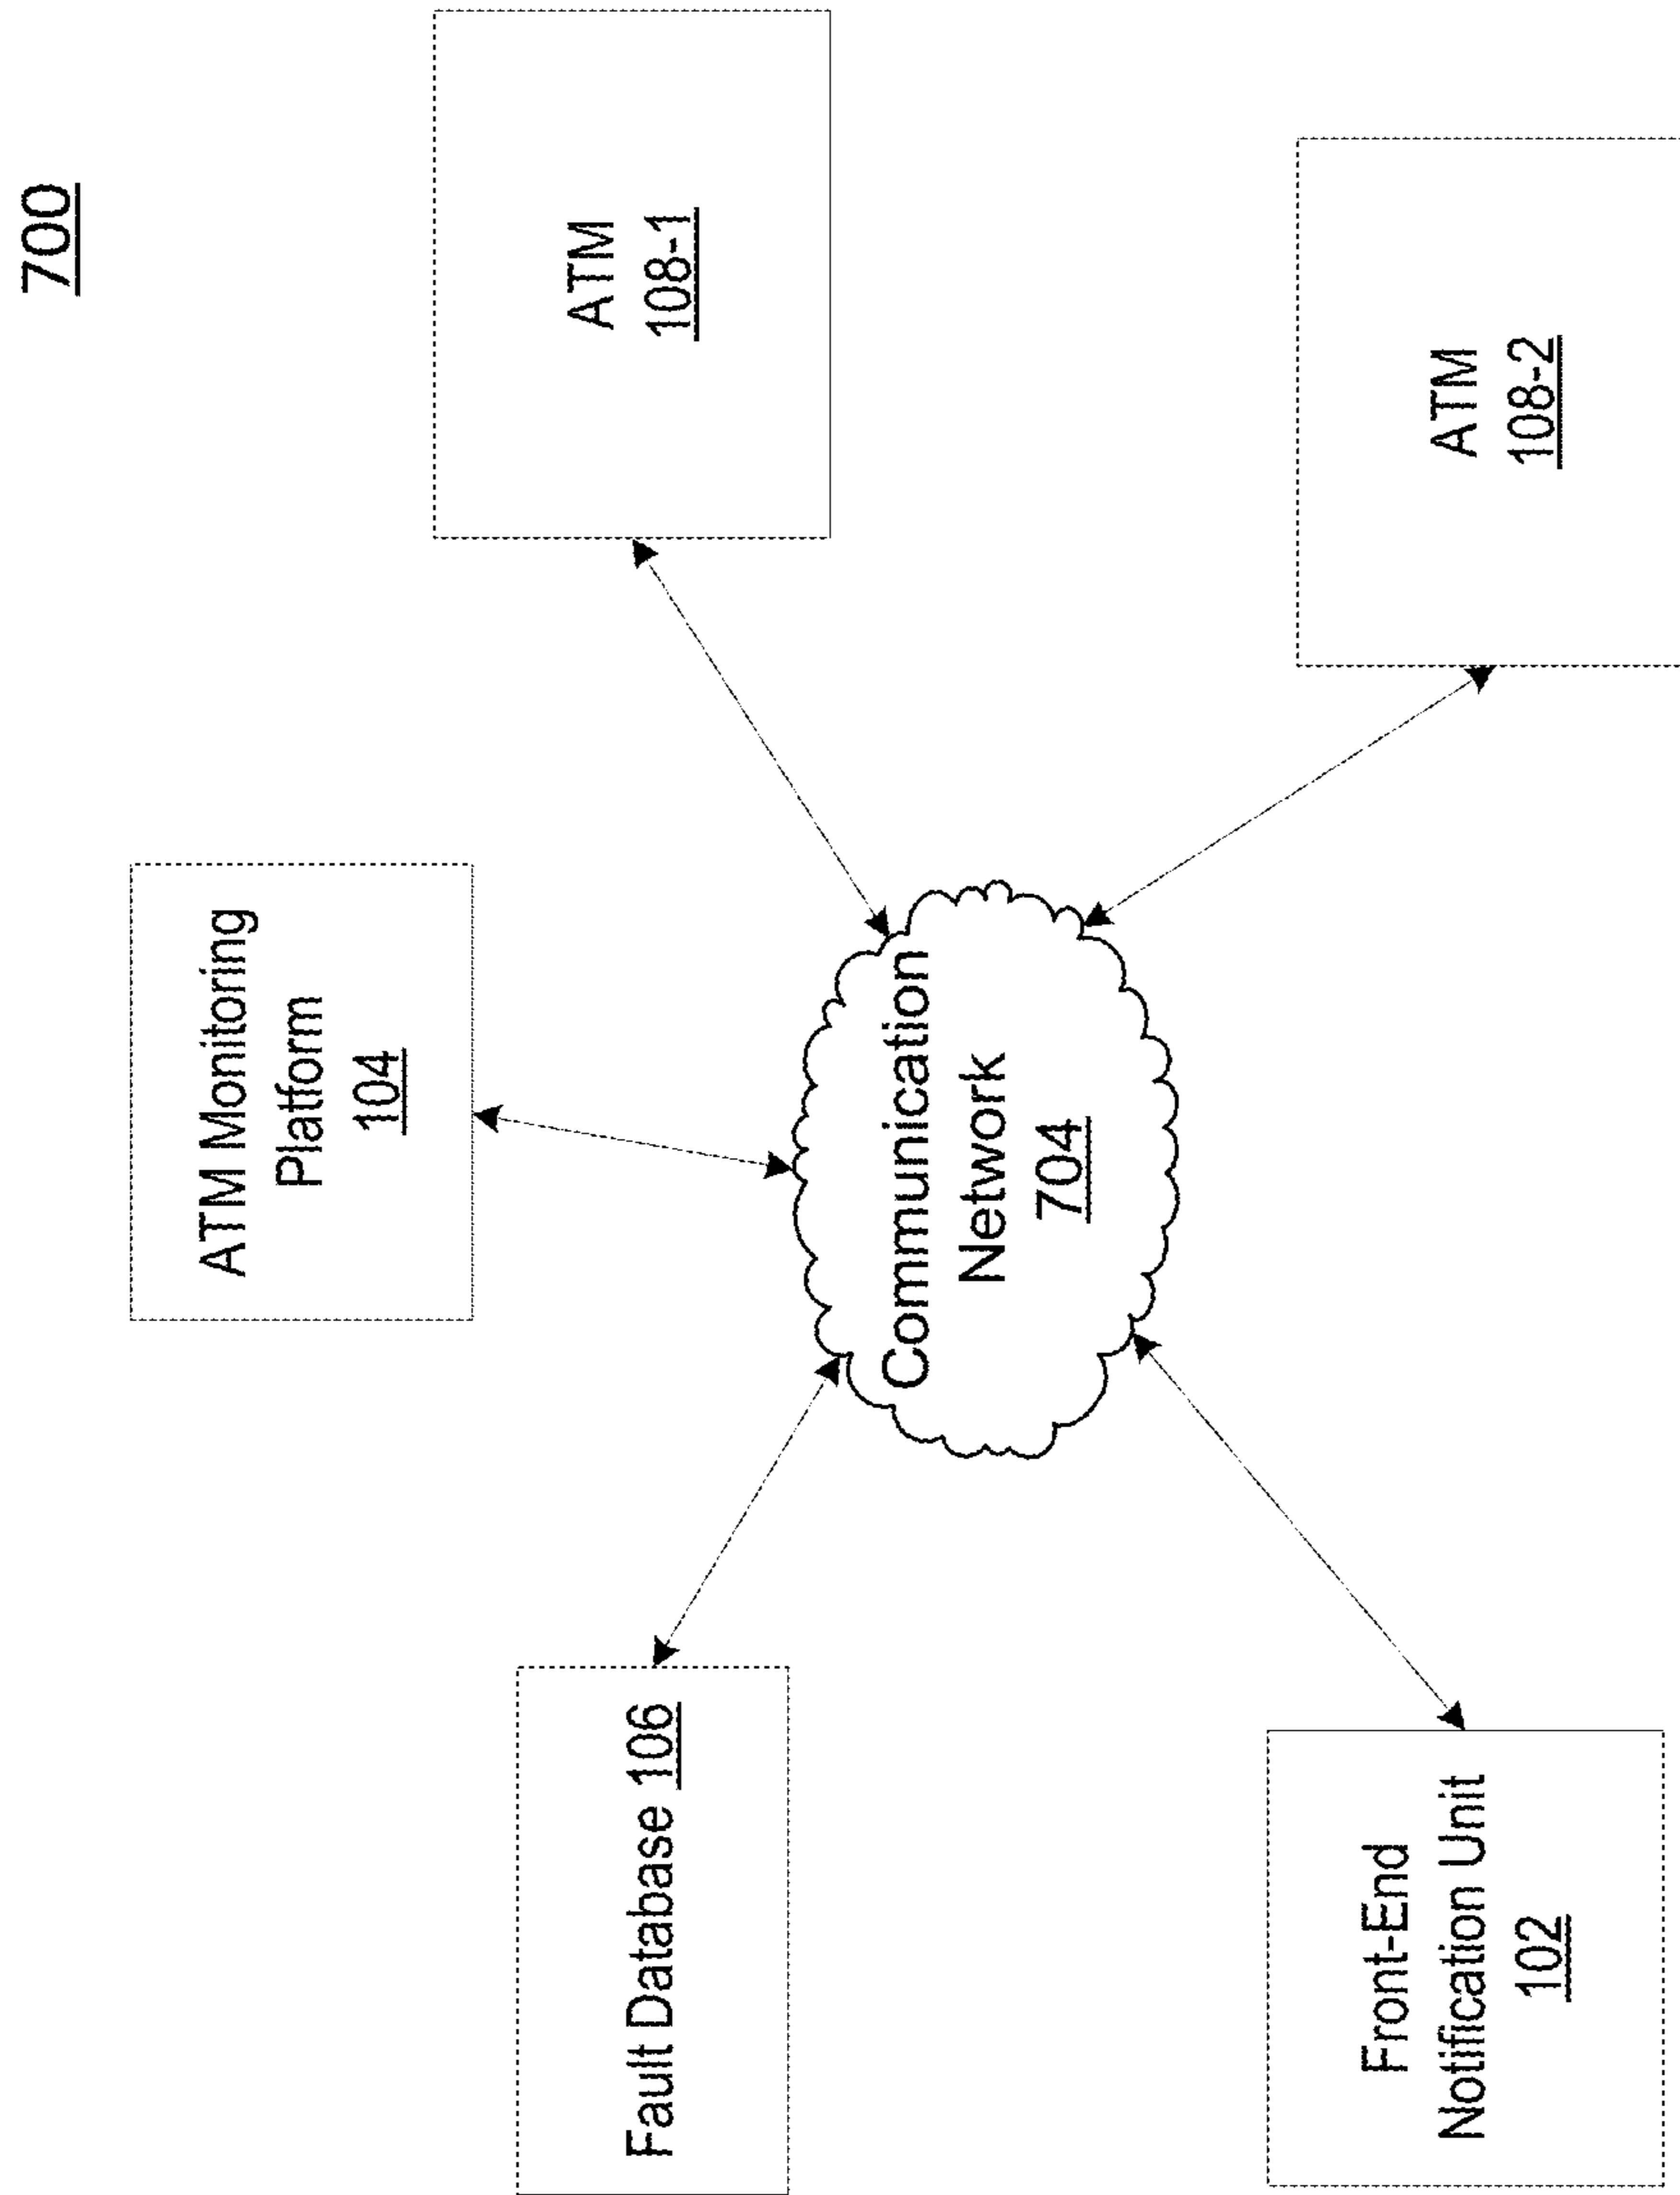 700
ATM Monitoring
Platform
104
Fault Database 106
ATM
108-1
Communication
Network
704
Front-End
Notification Unit
102
ATM
108-2